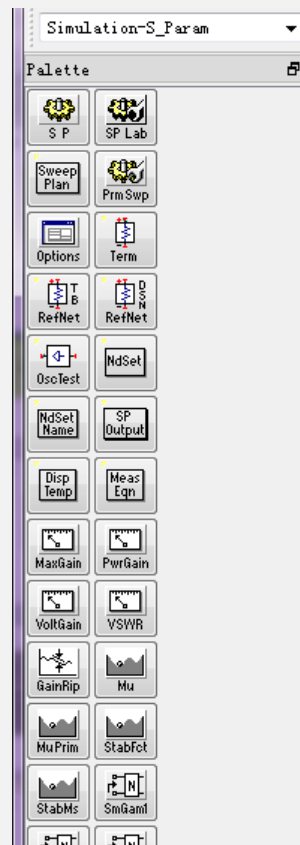 Simulation-S_Param
Palette
S P
SP Lab
Sweep
Plan
PrmSwp
Options
Term
T
B
RefNet
D
S
N
RefNet
OscTest
NdSet
NdSet
Name
SP
Output
Disp
Temp
Meas
Eqn
MaxGain
PwrGain
VoltGain
VSWR
GainRip
Mu
MuPrim
StabFct
StabMs
N
SmGam1